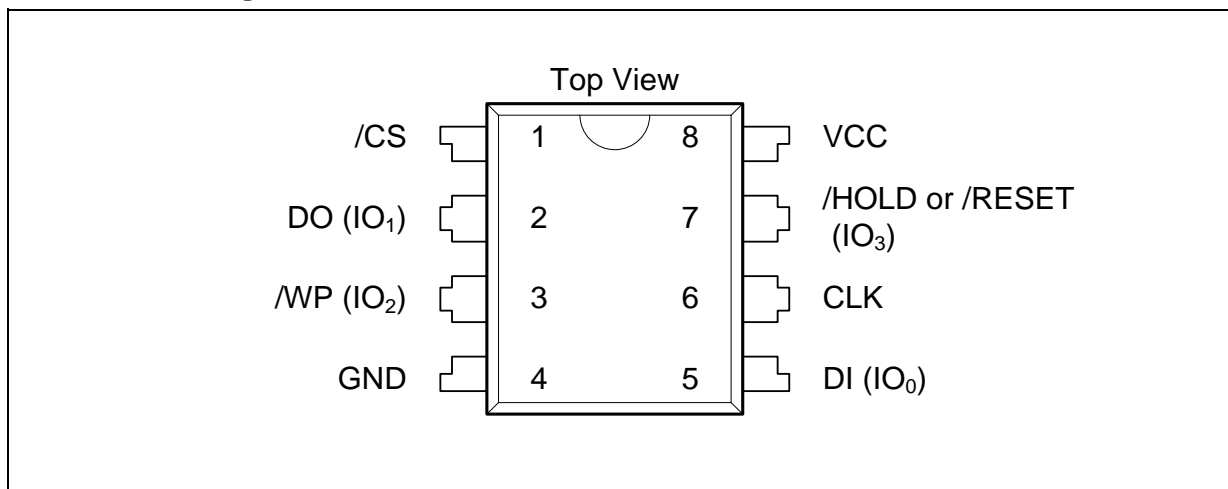 Top View
/CS 1 8 VCC
DO (IO₁) 2 7 /HOLD or /RESET
(IO₃)
/WP (IO₂) 3 6 CLK
GND 4 5 DI (IO₀)